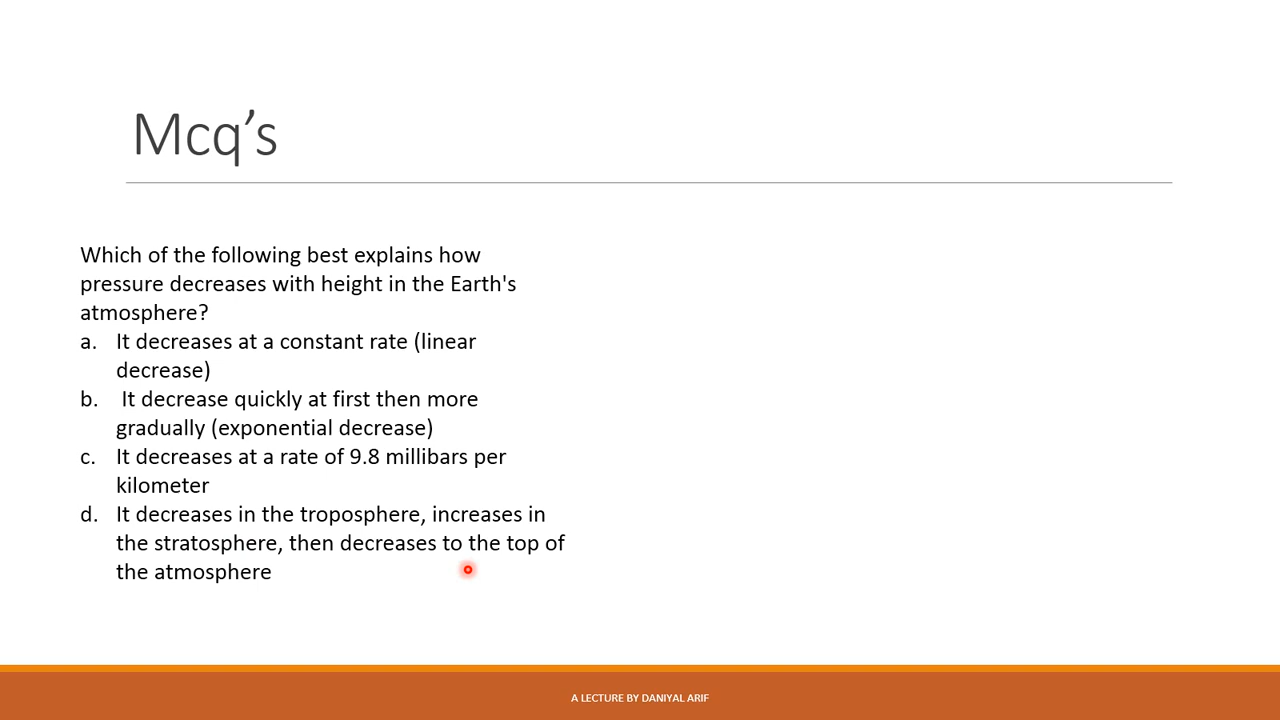 Mcq’s
Which of the following best explains how
pressure decreases with height in the Earth's
atmosphere?
a. It decreases at a constant rate (linear
decrease)
b. It decrease quickly at first then more
gradually (exponential decrease)
c. It decreases at a rate of 9.8 millibars per
kilometer
d. It decreases in the troposphere, increases in
the stratosphere, then decreases to the top of
the atmosphere
A LECTURE BY DANIYAL ARIF